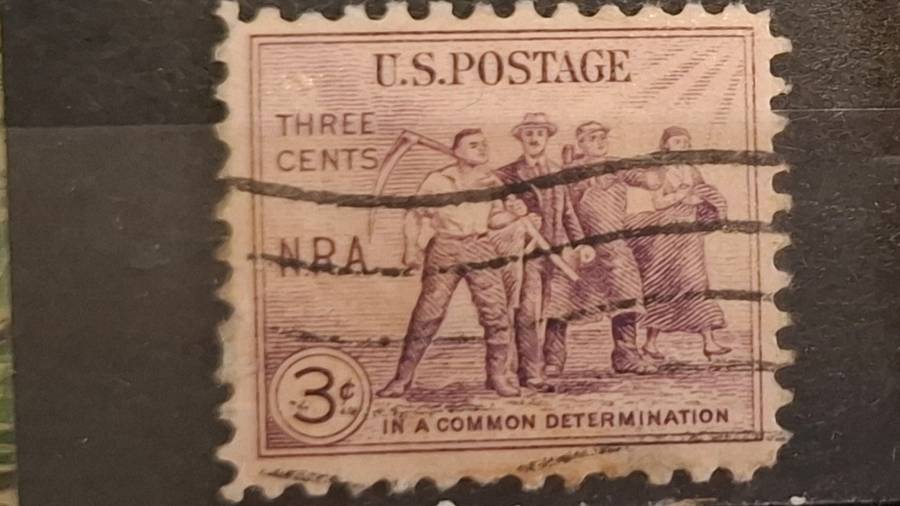 U.S.POSTAGE
THREE
CENTS
N.R.A.
3¢
IN A COMMON DETERMINATION